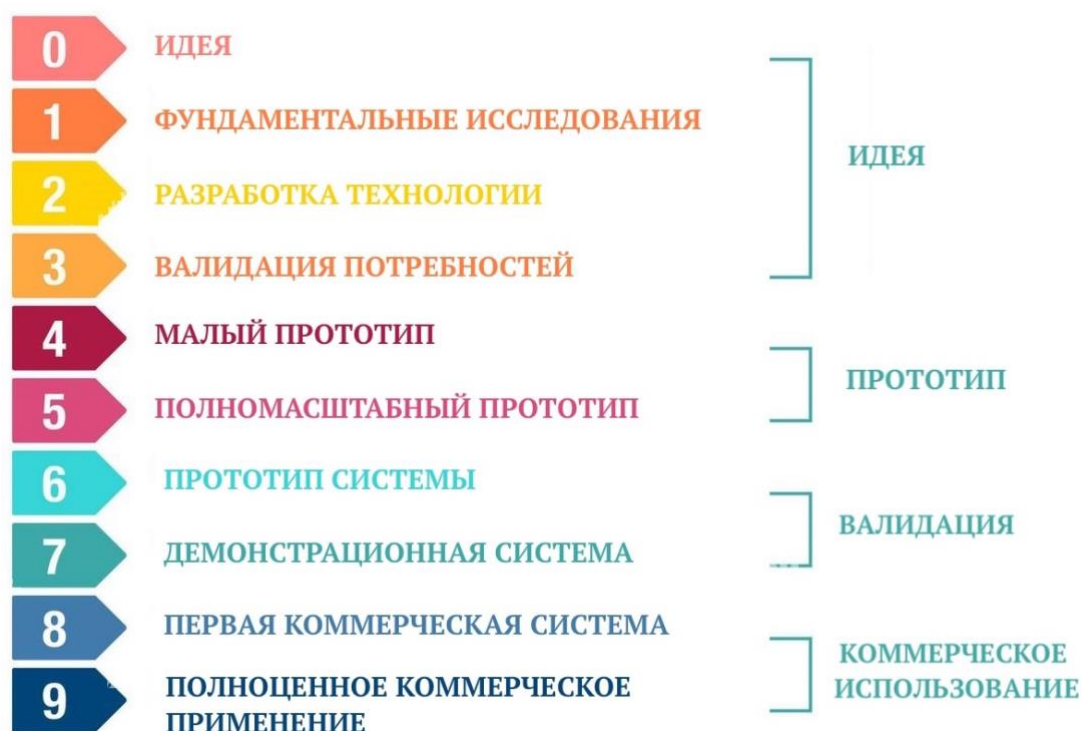 0 ИДЕЯ
1 ФУНДАМЕНТАЛЬНЫЕ ИССЛЕДОВАНИЯ
2 РАЗРАБОТКА ТЕХНОЛОГИИ
3 ВАЛИДАЦИЯ ПОТРЕБНОСТЕЙ
ИДЕЯ
4 МАЛЫЙ ПРОТОТИП
5 ПОЛНОМАСШТАБНЫЙ ПРОТОТИП
ПРОТОТИП
6 ПРОТОТИП СИСТЕМЫ
7 ДЕМОНСТРАЦИОННАЯ СИСТЕМА
ВАЛИДАЦИЯ
8 ПЕРВАЯ КОММЕРЧЕСКАЯ СИСТЕМА
9 ПОЛНОЦЕННОЕ КОММЕРЧЕСКОЕ
ПРИМЕНЕНИЕ
КОММЕРЧЕСКОЕ
ИСПОЛЬЗОВАНИЕ